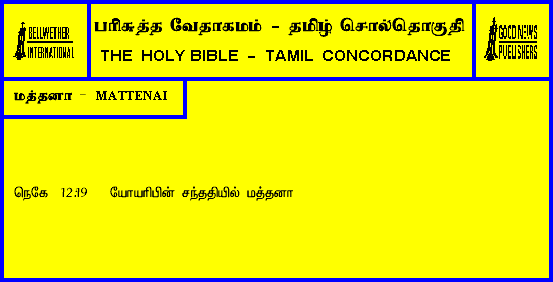 BELLWETHER
INTERNATIONAL
பரிசுத்த வேதாகமம் - தமிழ் சொல்தொகுதி
THE HOLY BIBLE - TAMIL CONCORDANCE
GOOD NEWS
PUBLISHERS
மத்தனா - MATTENAI
நெகே 12:19 யோயரிபின் சந்ததியில் மத்தனா